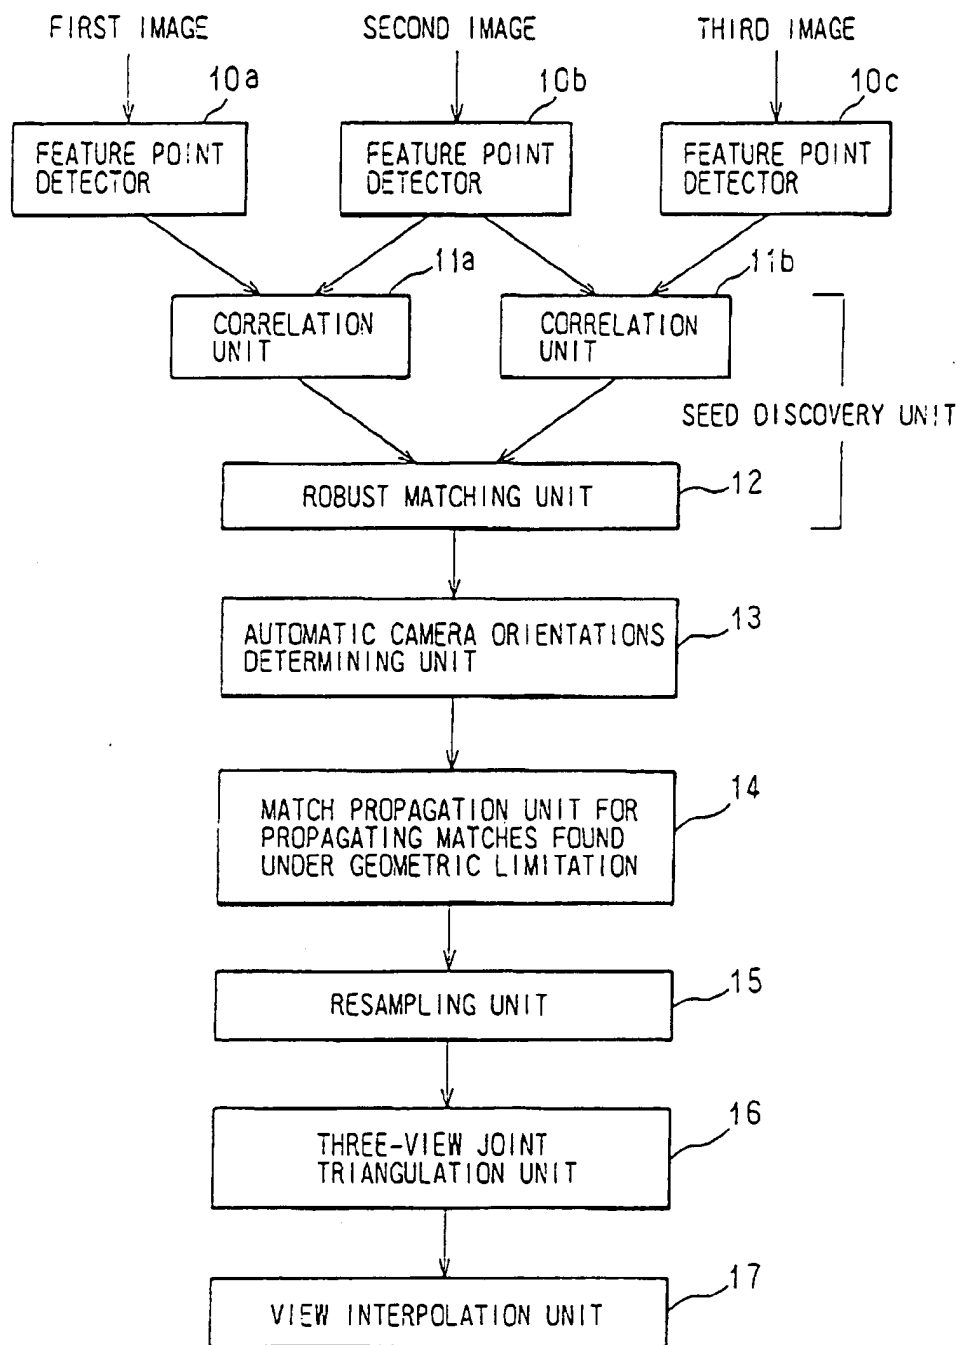 FIRST IMAGE
SECOND IMAGE
THIRD IMAGE
10a
10b
10c
FEATURE POINT
DETECTOR
FEATURE POINT
DETECTOR
FEATURE POINT
DETECTOR
11a
11b
CORRELATION
UNIT
CORRELATION
UNIT
SEED DISCOVERY UNIT
ROBUST MATCHING UNIT
12
AUTOMATIC CAMERA ORIENTATIONS
DETERMINING UNIT
13
MATCH PROPAGATION UNIT FOR
PROPAGATING MATCHES FOUND
UNDER GEOMETRIC LIMITATION
14
RESAMPLING UNIT
15
THREE-VIEW JOINT
TRIANGULATION UNIT
16
VIEW INTERPOLATION UNIT
17